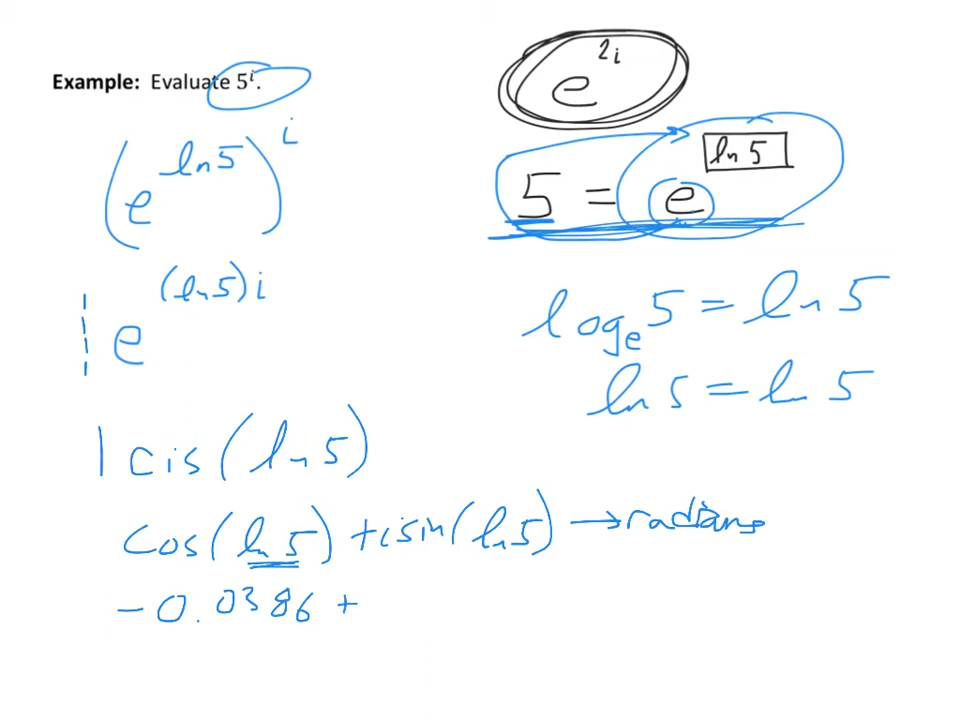 Example: Evaluate 5^i.
e^{2i}
(e^{ln 5})^i
5 = e^{ln 5}
e^{(ln 5)i}
log_e 5 = ln 5
ln 5 = ln 5
1 cis(ln 5)
cos(ln 5) + i sin(ln 5) → radians
-0.0386 +